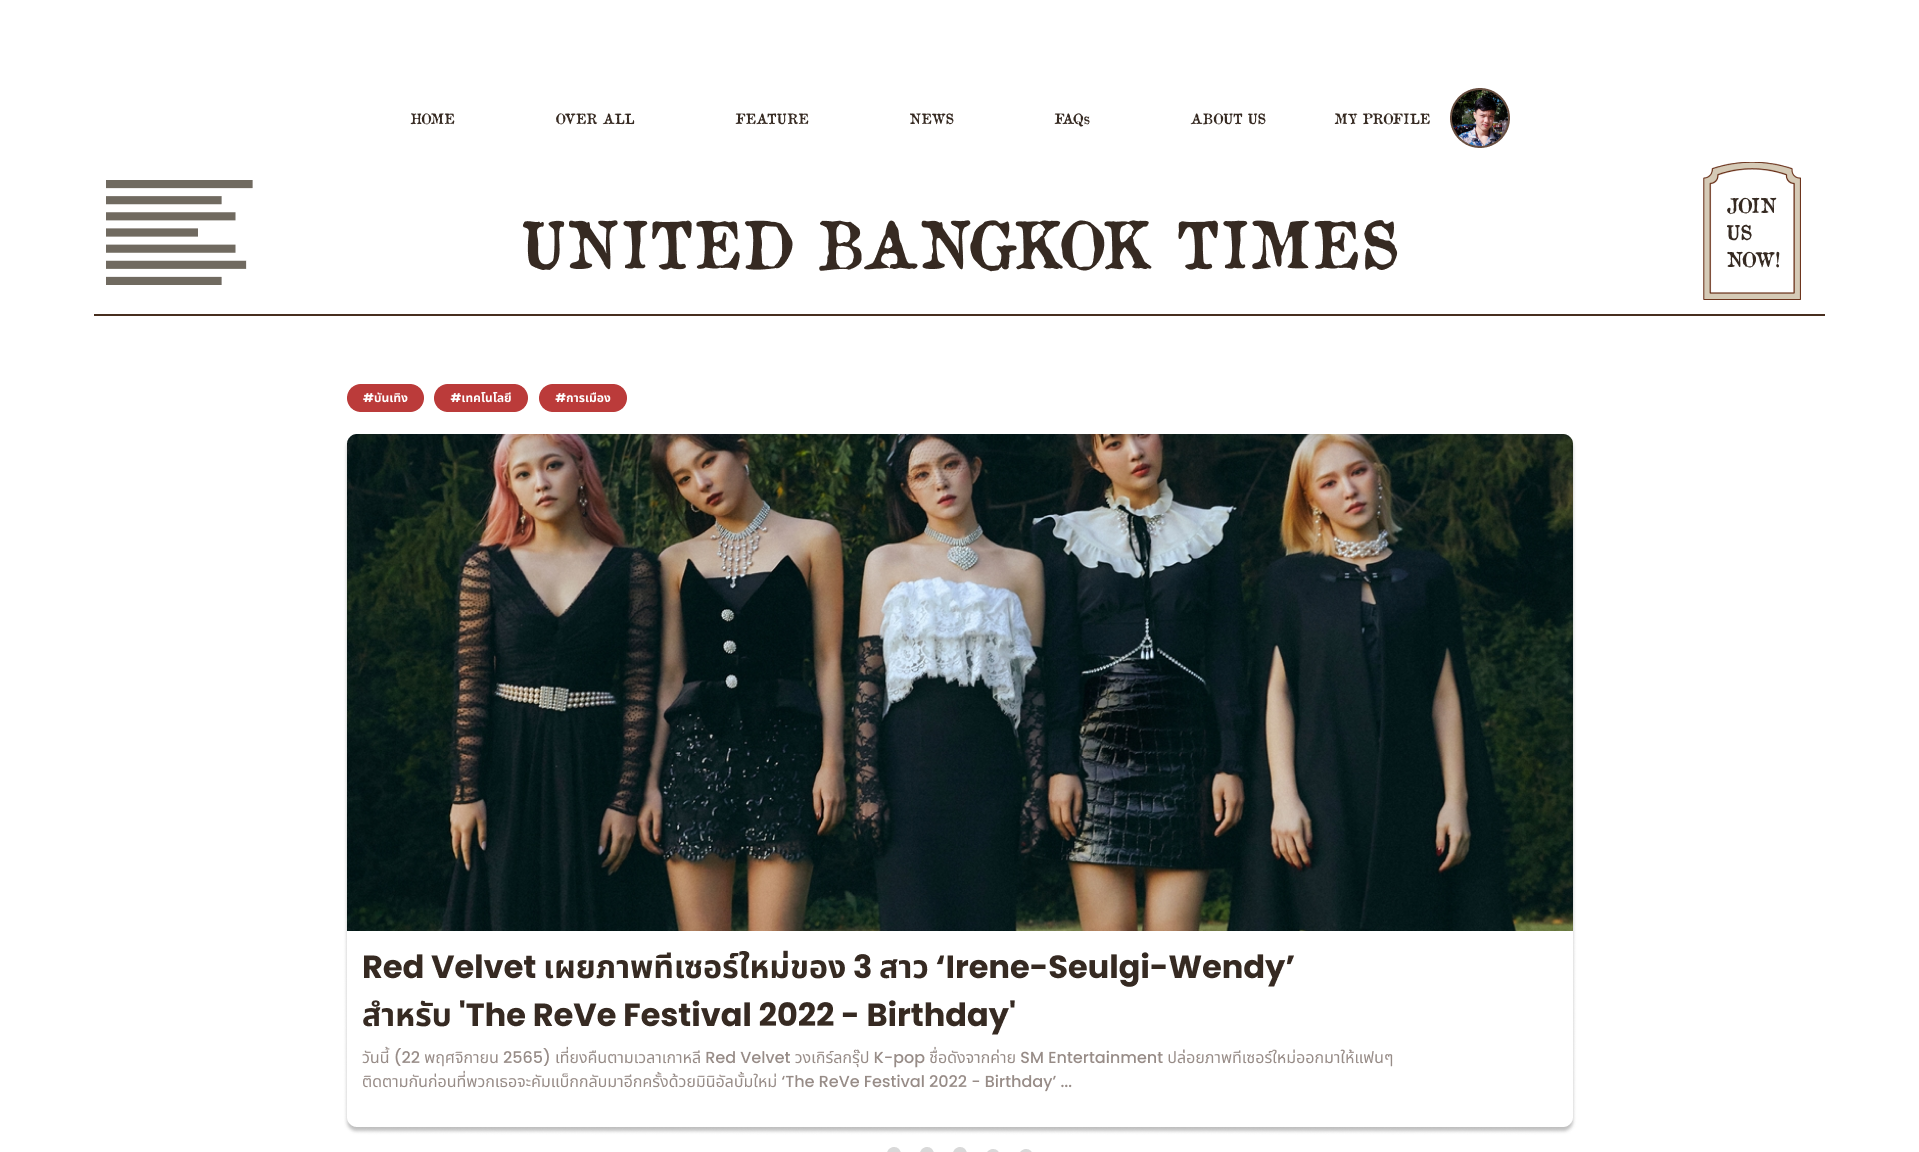 HOME OVER ALL FEATURE NEWS FAQs ABOUT US MY PROFILE
UNITED BANGKOK TIMES
JOIN
US
NOW!
#บันเทิง #เทคโนโลยี #การเมือง
Red Velvet เผยภาพทีเซอร์ใหม่ของ 3 สาว ‘Irene-Seulgi-Wendy’
สำหรับ 'The ReVe Festival 2022 - Birthday'
วันนี้ (22 พฤศจิกายน 2565) เที่ยงคืนตามเวลาเกาหลี Red Velvet วงเกิร์ลกรุ๊ป K-pop ชื่อดังจากค่าย SM Entertainment ปล่อยภาพทีเซอร์ใหม่ออกมาให้แฟนๆ
ติดตามกันก่อนที่พวกเธอจะคัมแบ็กกลับมาอีกครั้งด้วยมินิอัลบั้มใหม่ ‘The ReVe Festival 2022 - Birthday’ ...